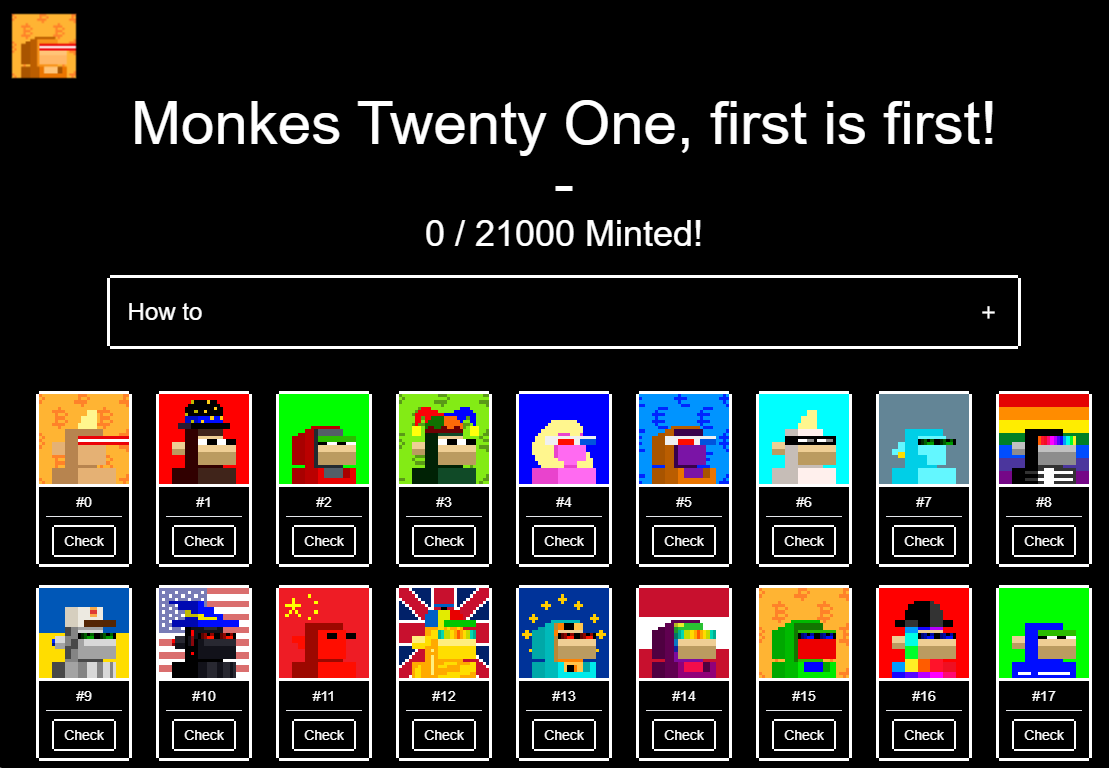 Monkes Twenty One, first is first!
-
0 / 21000 Minted!
How to +
#0 #1 #2 #3 #4 #5 #6 #7 #8
Check Check Check Check Check Check Check Check Check
#9 #10 #11 #12 #13 #14 #15 #16 #17
Check Check Check Check Check Check Check Check Check